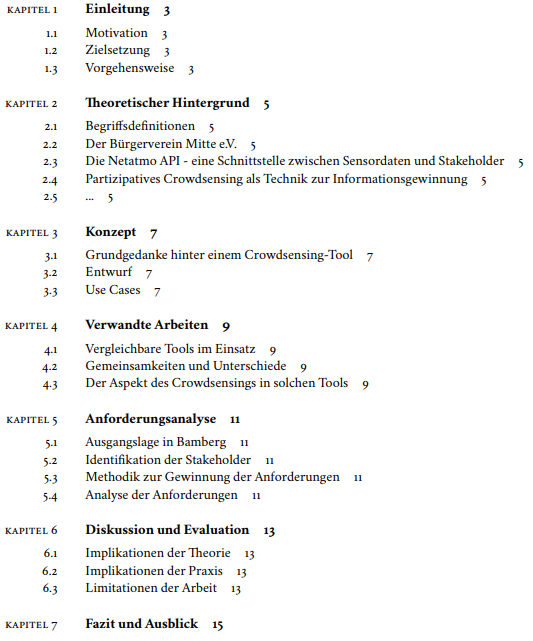 KAPITEL 1 Einleitung 3
1.1 Motivation 3
1.2 Zielsetzung 3
1.3 Vorgehensweise 3
KAPITEL 2 Theoretischer Hintergrund 5
2.1 Begriffsdefinitionen 5
2.2 Der Bürgerverein Mitte e.V. 5
2.3 Die Netatmo API - eine Schnittstelle zwischen Sensordaten und Stakeholder 5
2.4 Partizipatives Crowdsensing als Technik zur Informationsgewinnung 5
2.5 ... 5
KAPITEL 3 Konzept 7
3.1 Grundgedanke hinter einem Crowdsensing-Tool 7
3.2 Entwurf 7
3.3 Use Cases 7
KAPITEL 4 Verwandte Arbeiten 9
4.1 Vergleichbare Tools im Einsatz 9
4.2 Gemeinsamkeiten und Unterschiede 9
4.3 Der Aspekt des Crowdsensings in solchen Tools 9
KAPITEL 5 Anforderungsanalyse 11
5.1 Ausgangslage in Bamberg 11
5.2 Identifikation der Stakeholder 11
5.3 Methodik zur Gewinnung der Anforderungen 11
5.4 Analyse der Anforderungen 11
KAPITEL 6 Diskussion und Evaluation 13
6.1 Implikationen der Theorie 13
6.2 Implikationen der Praxis 13
6.3 Limitationen der Arbeit 13
KAPITEL 7 Fazit und Ausblick 15